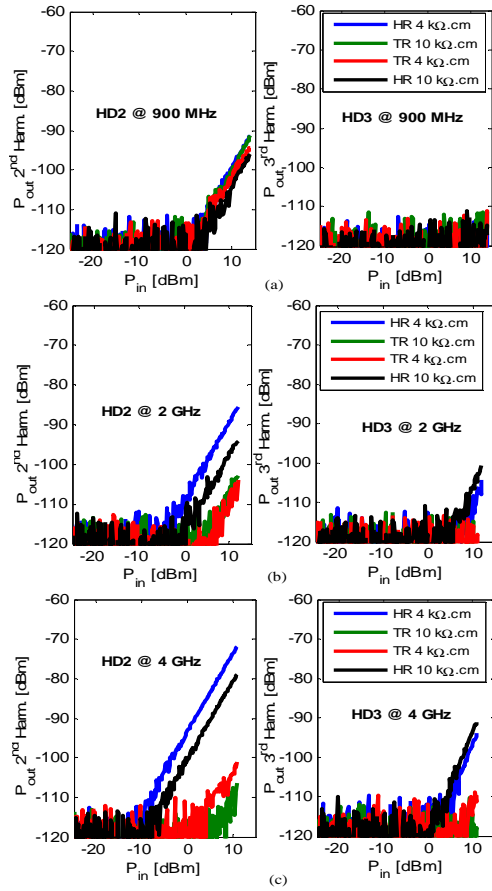 -60
-70
-80
-90
-100
-110
-120
P_out 2^nd Harm. [dBm]
HD2 @ 900 MHz
-20 -10 0 10
P_in [dBm]
-60
-70
-80
-90
-100
-110
-120
P_out 3^rd Harm. [dBm]
HR 4 kΩ.cm
TR 10 kΩ.cm
TR 4 kΩ.cm
HR 10 kΩ.cm
HD3 @ 900 MHz
-20 -10 0 10
P_in [dBm]
(a)
-60
-70
-80
-90
-100
-110
-120
P_out 2^nd Harm. [dBm]
HD2 @ 2 GHz
-20 -10 0 10
P_in [dBm]
-60
-70
-80
-90
-100
-110
-120
P_out 3^rd Harm. [dBm]
HR 4 kΩ.cm
TR 10 kΩ.cm
TR 4 kΩ.cm
HR 10 kΩ.cm
HD3 @ 2 GHz
-20 -10 0 10
P_in [dBm]
(b)
-60
-70
-80
-90
-100
-110
-120
P_out 2^nd Harm. [dBm]
HD2 @ 4 GHz
-20 -10 0 10
P_in [dBm]
-60
-70
-80
-90
-100
-110
-120
P_out 3^rd Harm. [dBm]
HR 4 kΩ.cm
TR 10 kΩ.cm
TR 4 kΩ.cm
HR 10 kΩ.cm
HD3 @ 4 GHz
-20 -10 0 10
P_in [dBm]
(c)